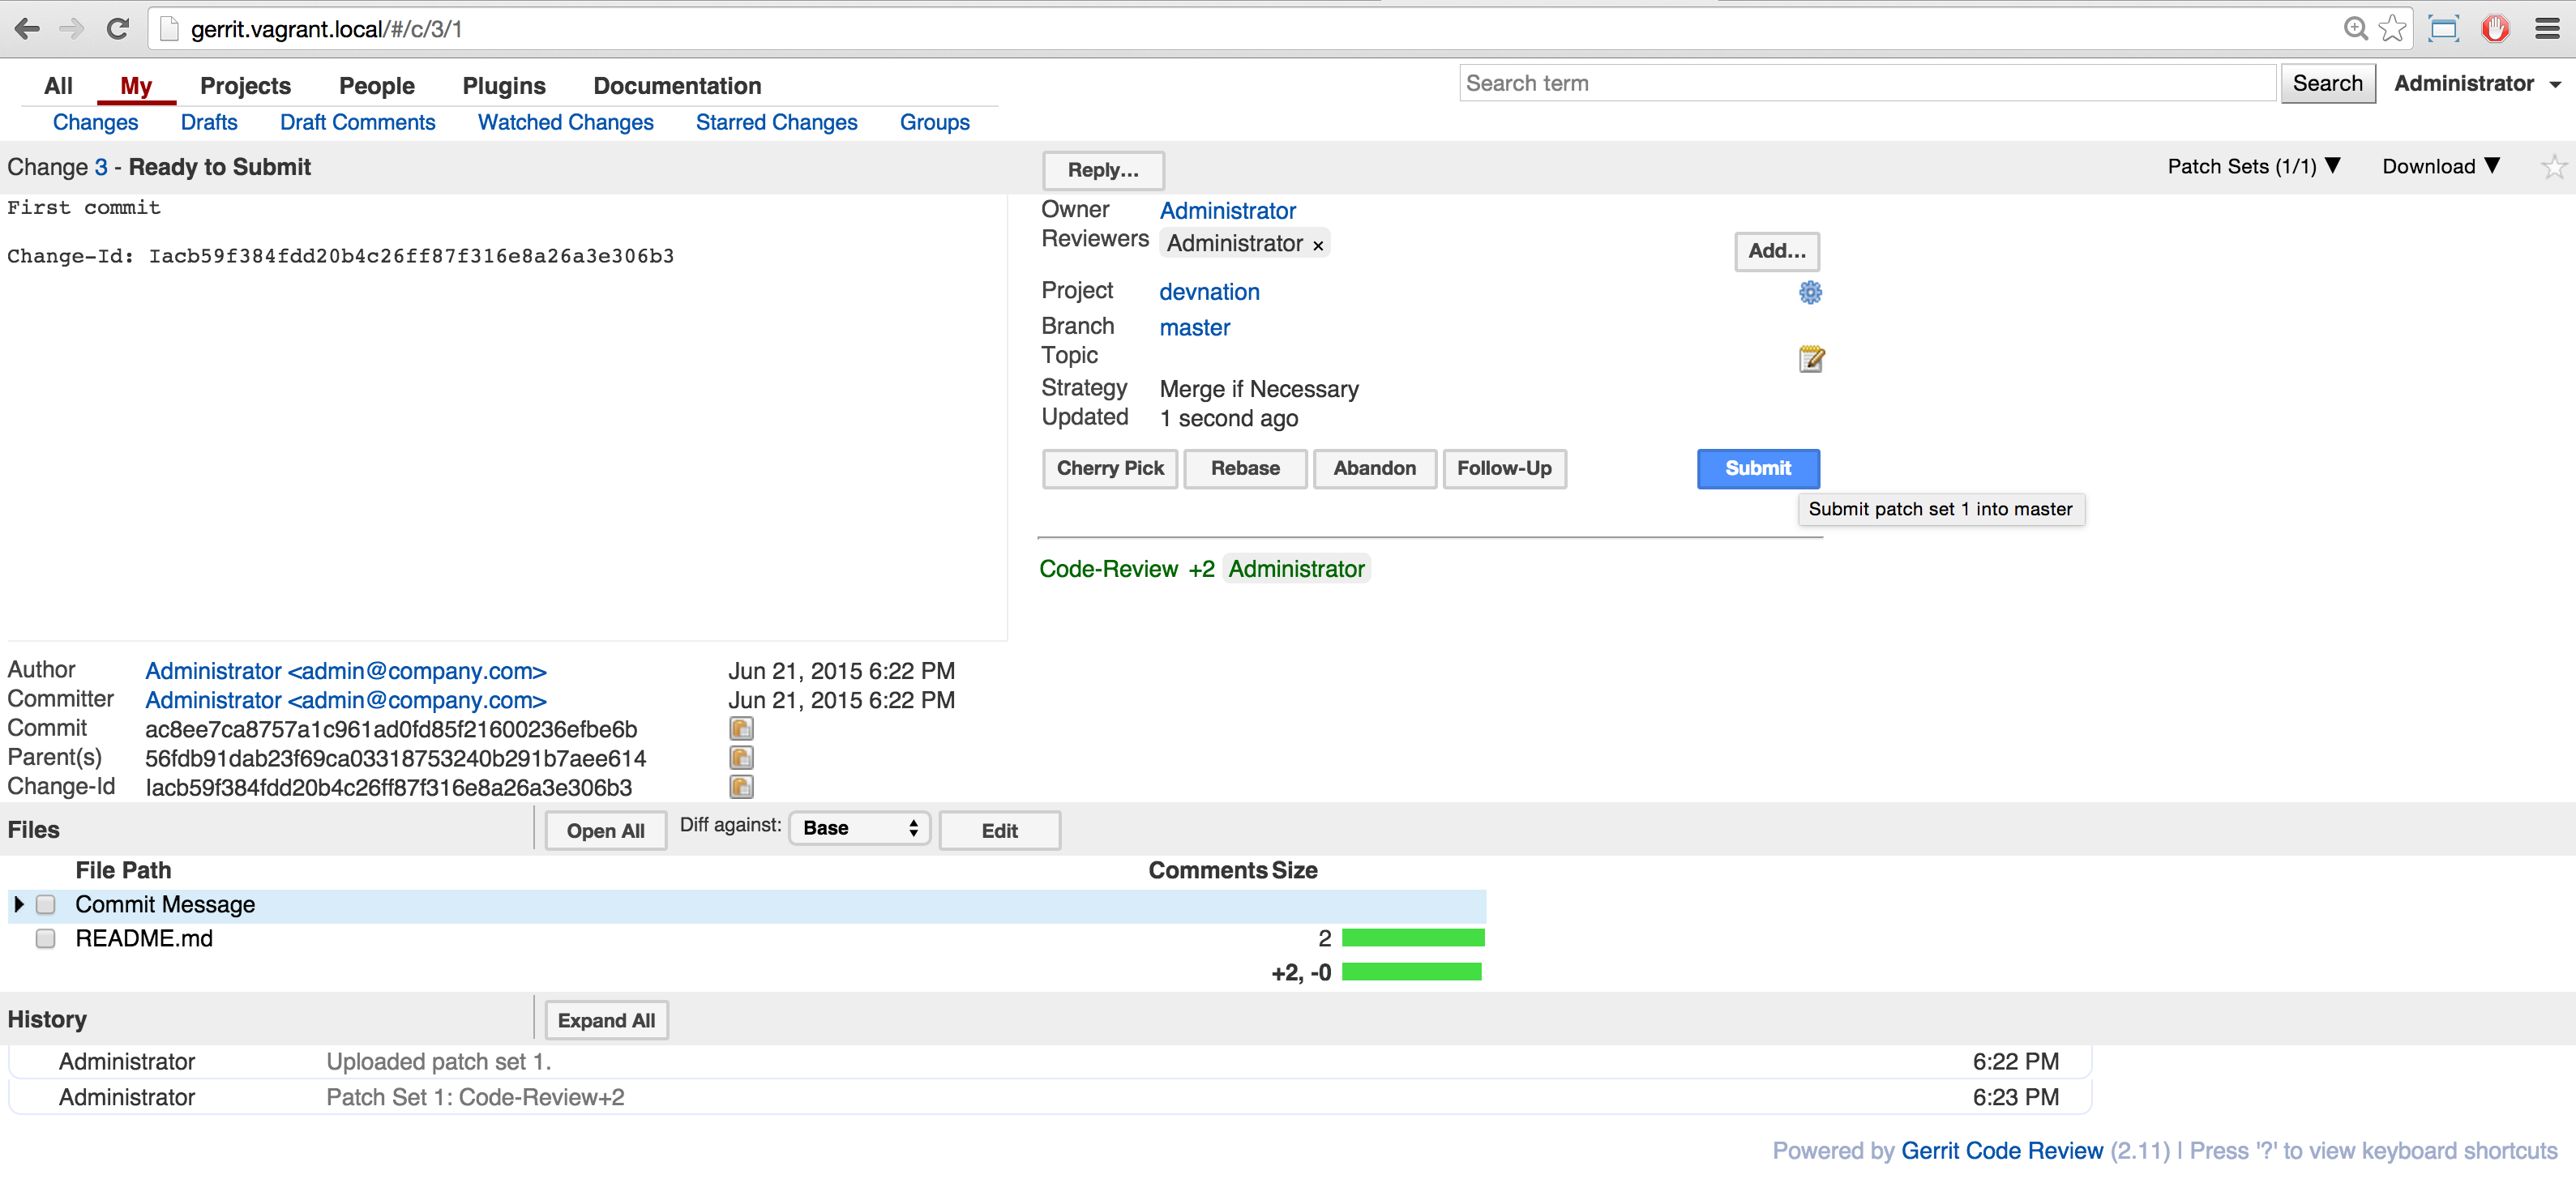 gerrit.vagrant.local/#/c/3/1
All My Projects People Plugins Documentation
Search term Search Administrator
Changes Drafts Draft Comments Watched Changes Starred Changes Groups
Change 3 - Ready to Submit
Reply...
Patch Sets (1/1) ▼ Download ▼
First commit
Change-Id: Iacb59f384fdd20b4c26ff87f316e8a26a3e306b3
Owner Administrator
Reviewers Administrator ×
Add...
Project devnation
Branch master
Topic
Strategy Merge if Necessary
Updated 1 second ago
Cherry Pick Rebase Abandon Follow-Up Submit
Submit patch set 1 into master
Code-Review +2 Administrator
Author Administrator <admin@company.com> Jun 21, 2015 6:22 PM
Committer Administrator <admin@company.com> Jun 21, 2015 6:22 PM
Commit ac8ee7ca8757a1c961ad0fd85f21600236efbe6b
Parent(s) 56fdb91dab23f69ca03318753240b291b7aee614
Change-Id Iacb59f384fdd20b4c26ff87f316e8a26a3e306b3
Files Open All Diff against: Base Edit
File Path Comments Size
Commit Message
README.md 2
+2, -0
History Expand All
Administrator Uploaded patch set 1. 6:22 PM
Administrator Patch Set 1: Code-Review+2 6:23 PM
Powered by Gerrit Code Review (2.11) | Press '?' to view keyboard shortcuts